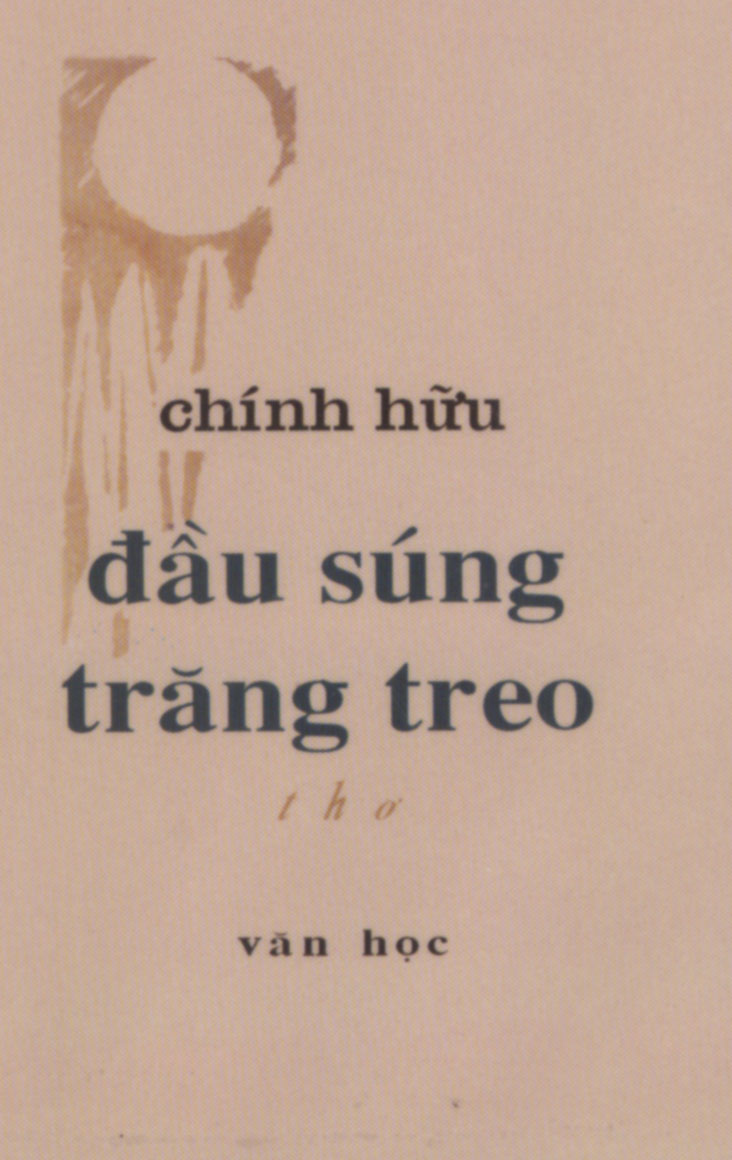 chính hữu
đầu súng
trăng treo
thơ
văn học